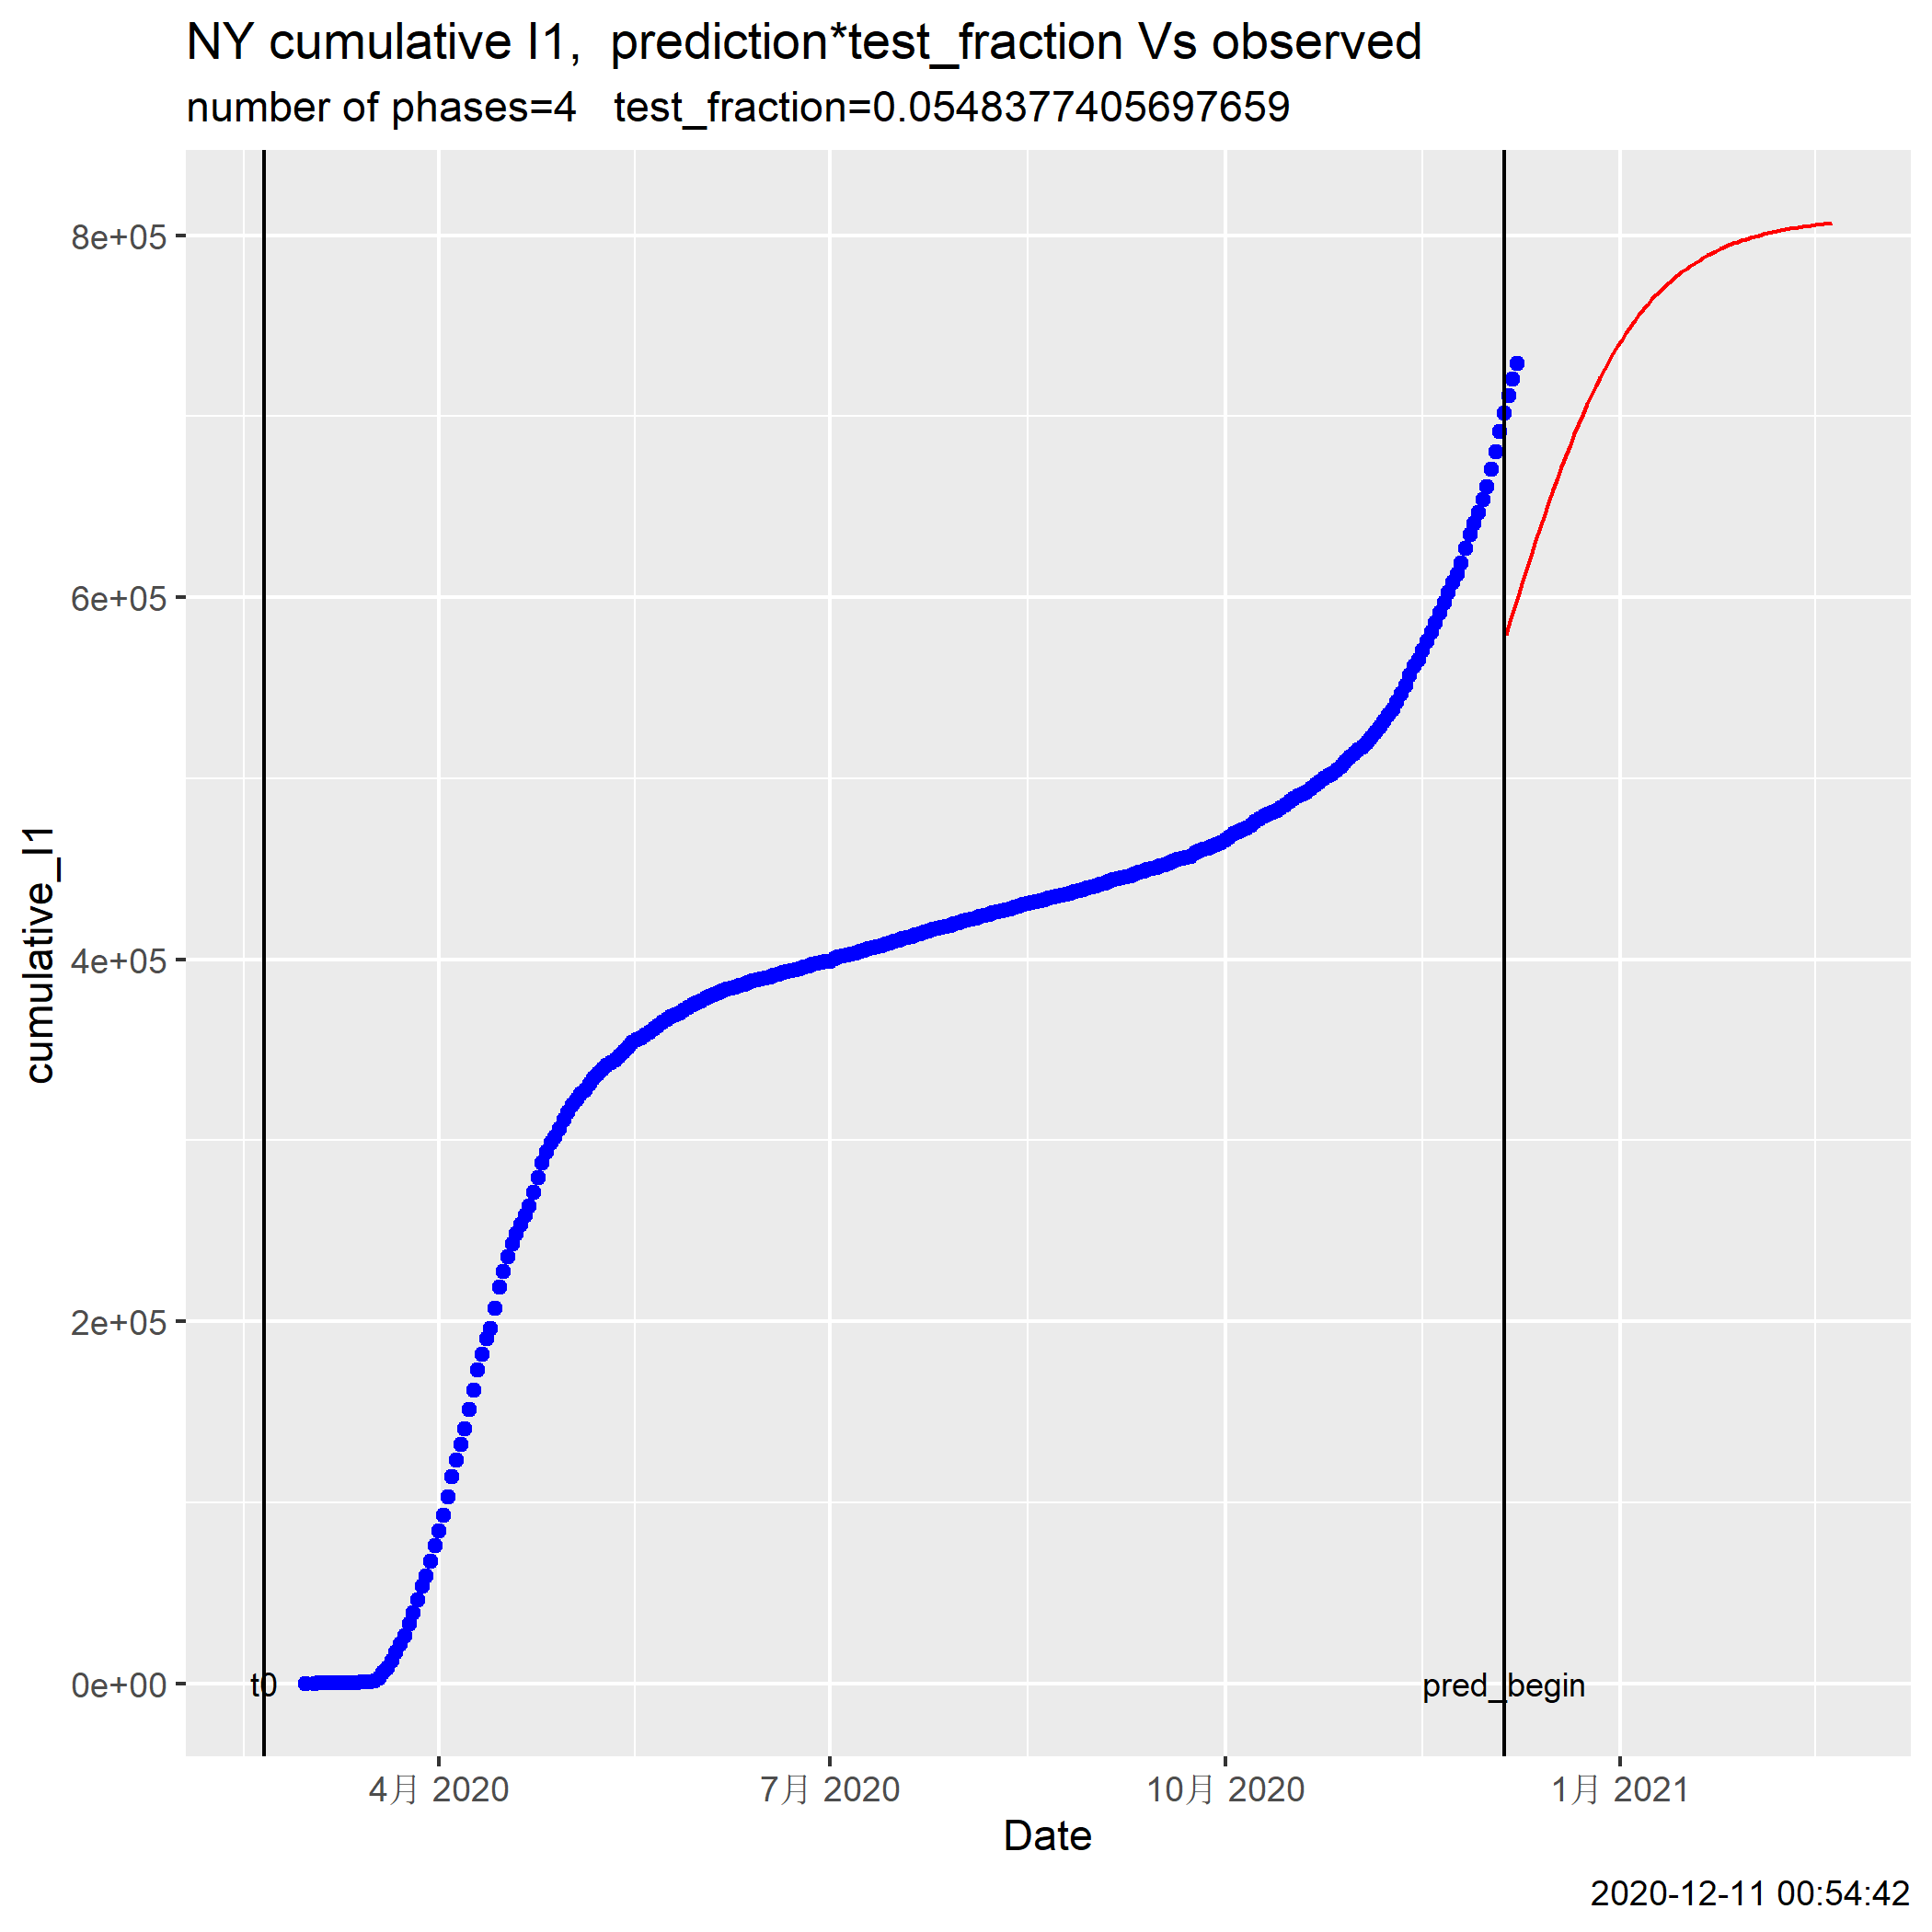 NY cumulative I1,  prediction*test_fraction Vs observed
number of phases=4   test_fraction=0.0548377405697659
8e+05
6e+05
4e+05
2e+05
0e+00
cumulative_I1
t0
pred_begin
4月 2020
7月 2020
10月 2020
1月 2021
Date
2020-12-11 00:54:42